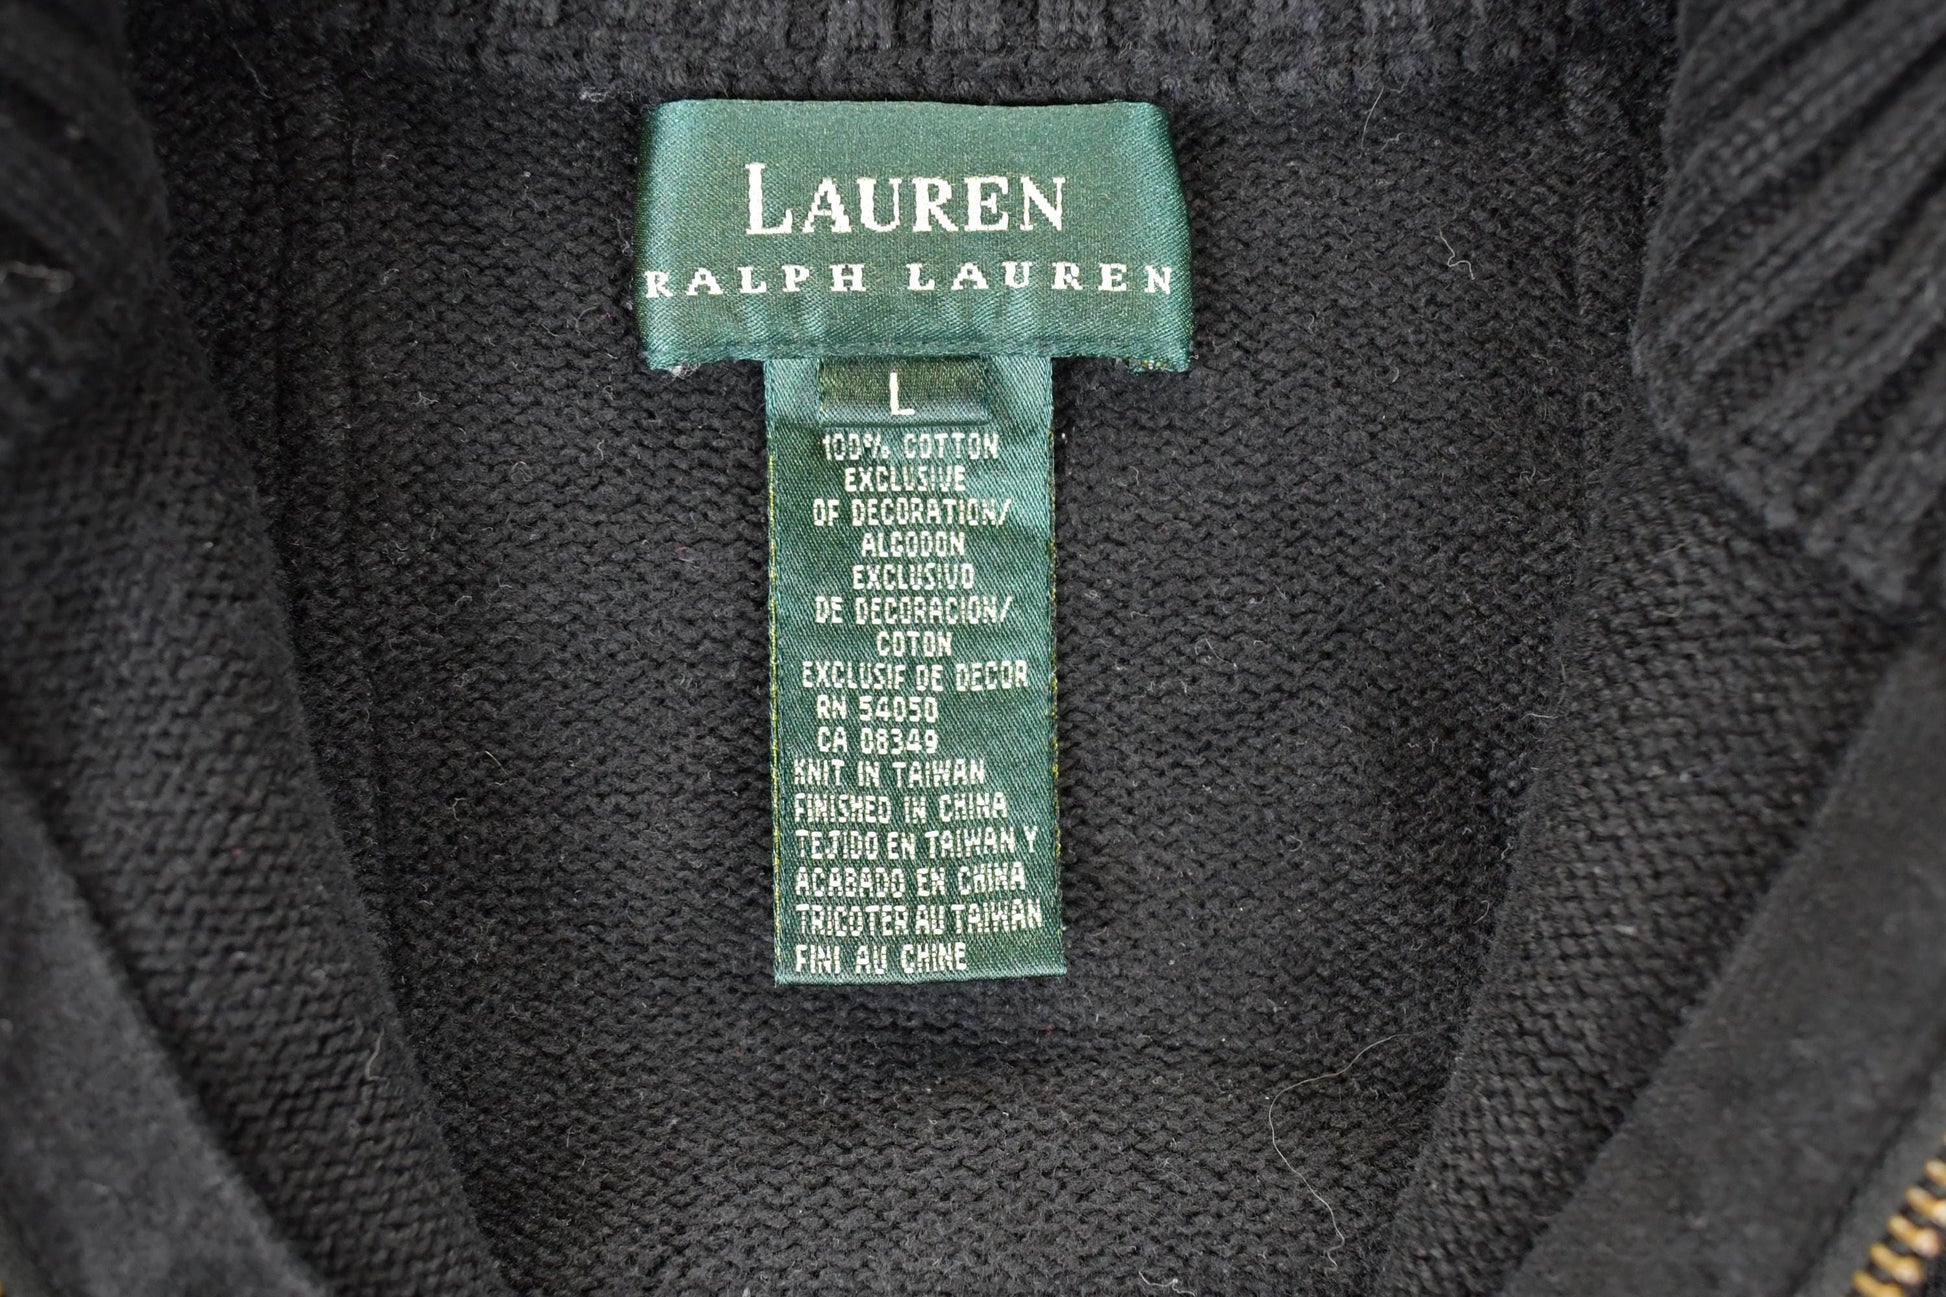 LAUREN
RALPH LAUREN
L
100% COTTON
EXCLUSIVE
OF DECORATION/
ALGODON
EXCLUSIVO
DE DECORACION/
COTON
EXCLUSIF DE DECOR
RN 54050
CA 08349
KNIT IN TAIWAN
FINISHED IN CHINA
TEJIDO EN TAIWAN Y
ACABADO EN CHINA
TRICOTER AU TAIWAN
FINI AU CHINE